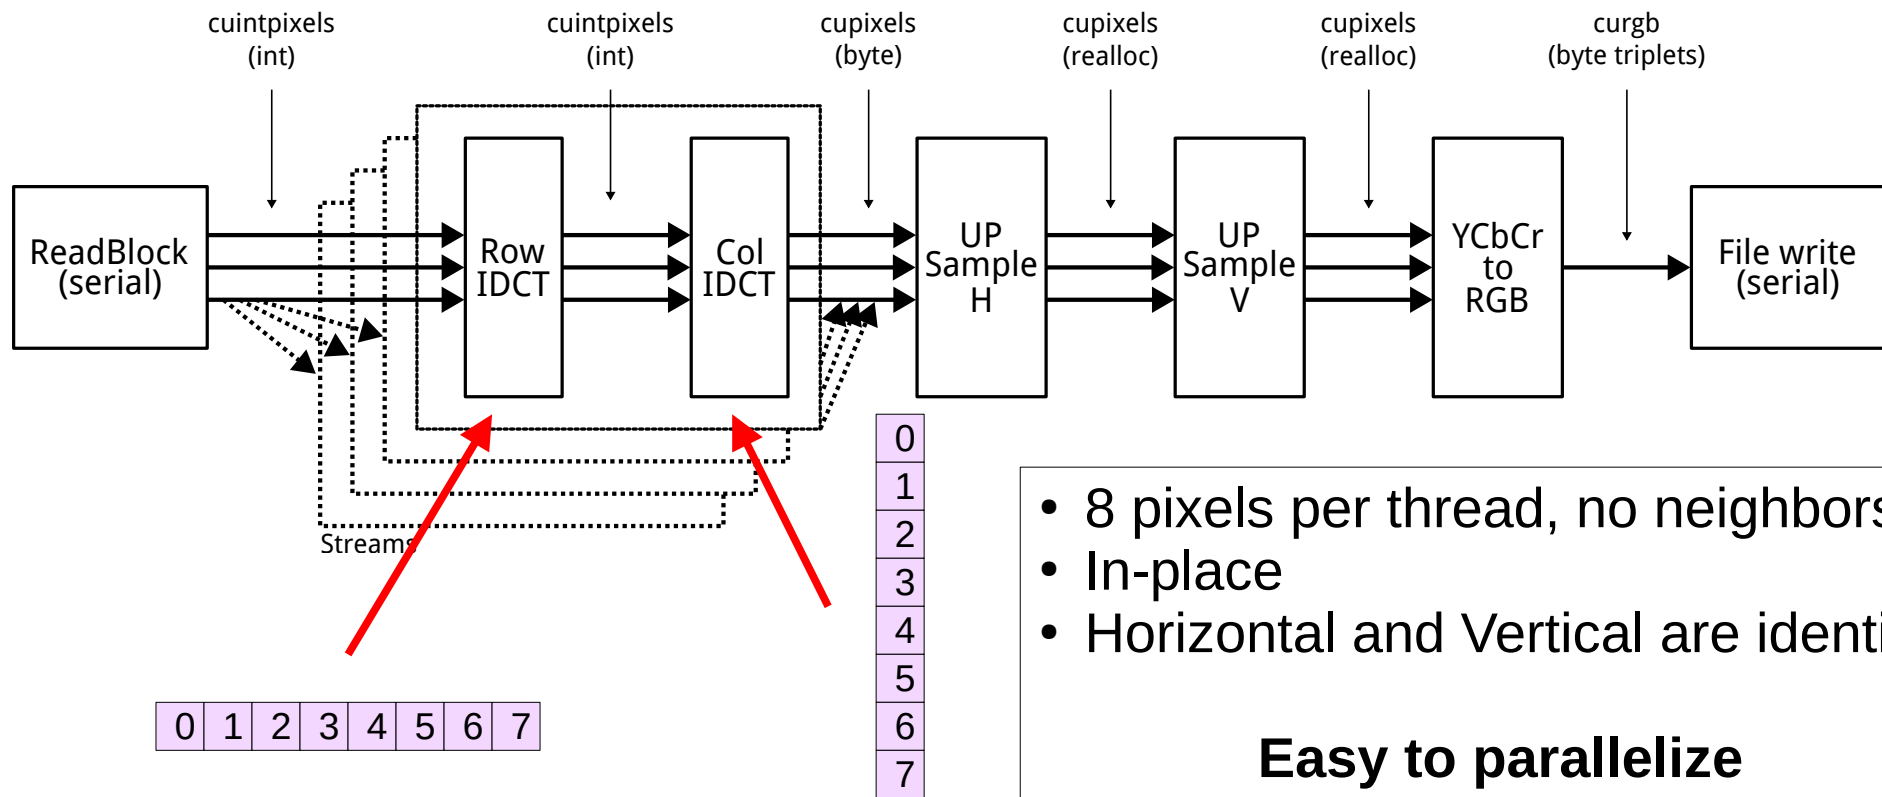 cuintpixels
(int)
cuintpixels
(int)
cupixels
(byte)
cupixels
(realloc)
cupixels
(realloc)
curgb
(byte triplets)
ReadBlock
(serial)
Row
IDCT
Col
IDCT
UP
Sample
H
UP
Sample
V
YCbCr
to
RGB
File write
(serial)
Streams
0 1 2 3 4 5 6 7
0
1
2
3
4
5
6
7
• 8 pixels per thread, no neighbors
• In-place
• Horizontal and Vertical are identi
Easy to parallelize